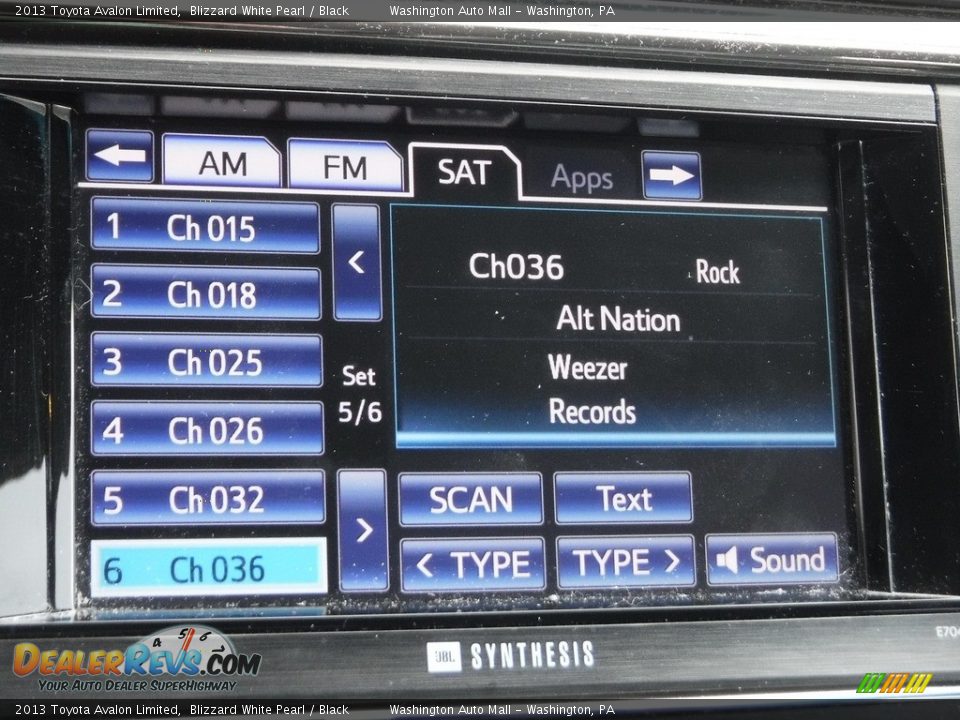 2013 Toyota Avalon Limited, Blizzard White Pearl / Black Washington Auto Mall - Washington, PA
AM FM SAT Apps
1 Ch 015
2 Ch 018
3 Ch 025
4 Ch 026
5 Ch 032
6 Ch 036
<
Set
5/6
>
Ch036 Rock
Alt Nation
Weezer
Records
SCAN Text
< TYPE TYPE > Sound
JBL SYNTHESIS
DealerRevs.com
Your Auto Dealer SuperHighway
2013 Toyota Avalon Limited, Blizzard White Pearl / Black Washington Auto Mall - Washington, PA